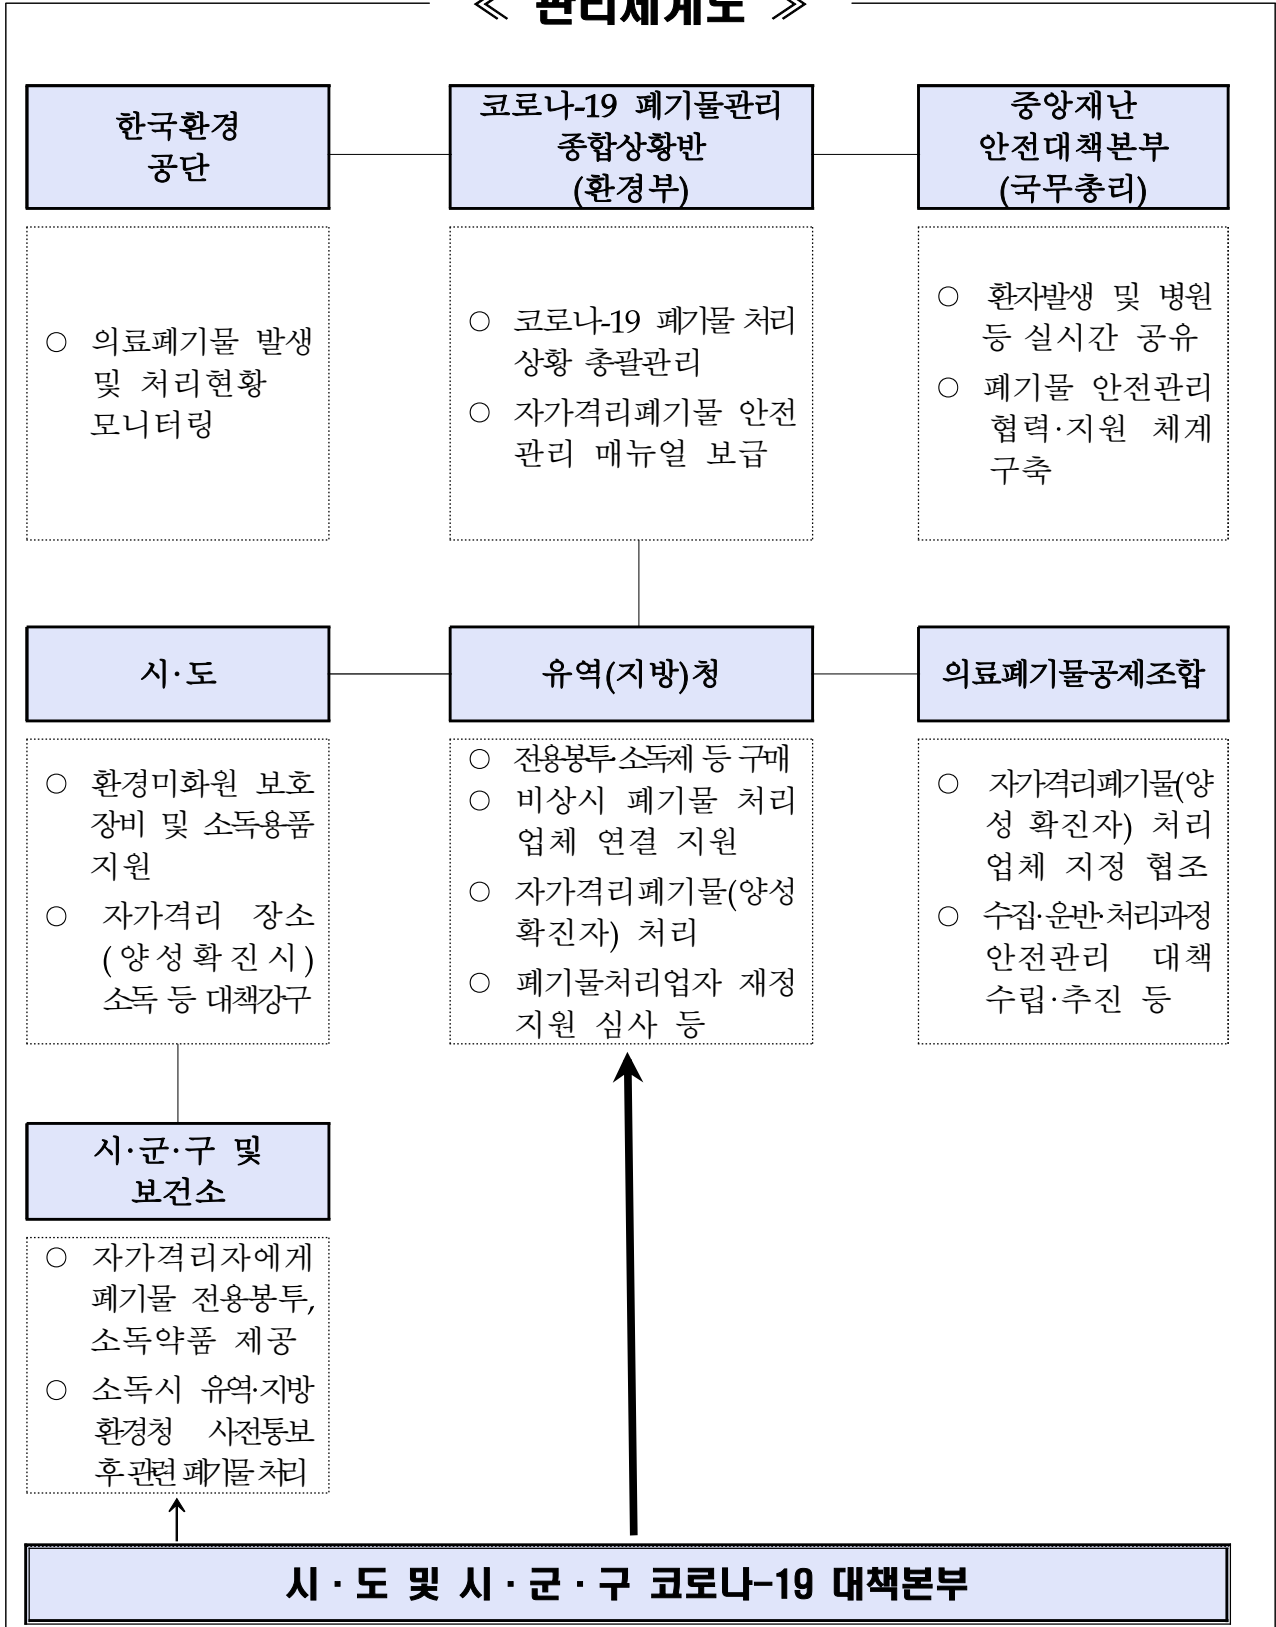 ≪ 관리체계도 ≫
한국환경
공단
코로나-19 폐기물관리
종합상황반
(환경부)
중앙재난
안전대책본부
(국무총리)
○ 의료폐기물 발생
및 처리현황
모니터링
○ 코로나-19 폐기물 처리
상황 총괄관리
○ 자가격리폐기물 안전
관리 매뉴얼 보급
○ 환자발생 및 병원
등 실시간 공유
○ 폐기물 안전관리
협력·지원 체계
구축
시·도
유역(지방)청
의료폐기물공제조합
○ 환경미화원 보호
장비 및 소독용품
지원
○ 자가격리 장소
(양성확진시)
소독 등 대책강구
○ 전용봉투·소독제 등 구매
○ 비상시 폐기물 처리
업체 연결 지원
○ 자가격리폐기물(양성
확진자) 처리
○ 폐기물처리업자 재정
지원 심사 등
○ 자가격리폐기물(양
성 확진자) 처리
업체 지정 협조
○ 수집·운반·처리과정
안전관리 대책
수립·추진 등
시·군·구 및
보건소
○ 자가격리자에게
폐기물 전용봉투,
소독약품 제공
○ 소독시 유역·지방
환경청 사전통보
후 관련 폐기물 처리
시·도 및 시·군·구 코로나-19 대책본부